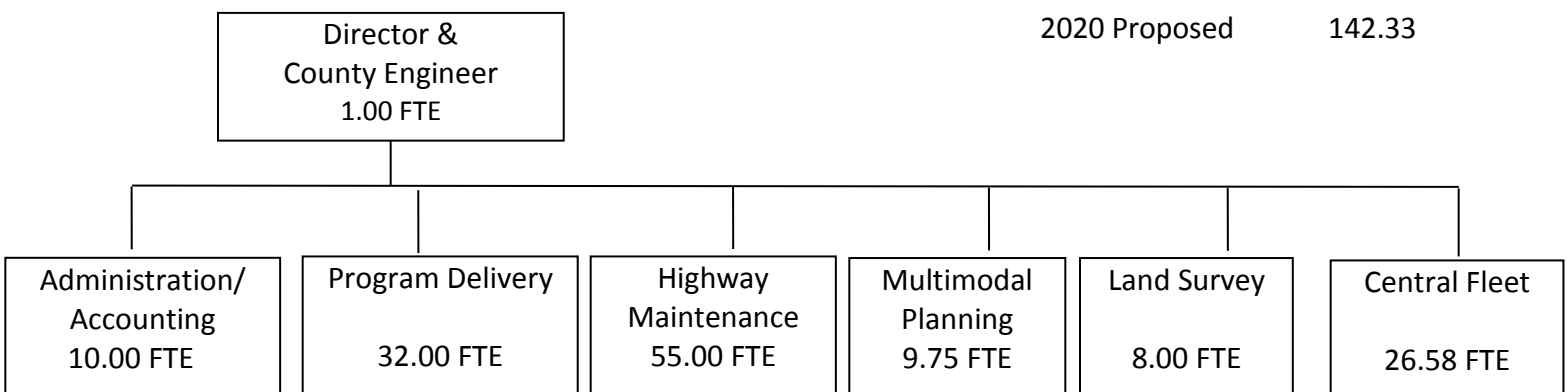 2020 Proposed 142.33
Director &
County Engineer
1.00 FTE
Administration/
Accounting
10.00 FTE
Program Delivery
32.00 FTE
Highway
Maintenance
55.00 FTE
Multimodal
Planning
9.75 FTE
Land Survey
8.00 FTE
Central Fleet
26.58 FTE